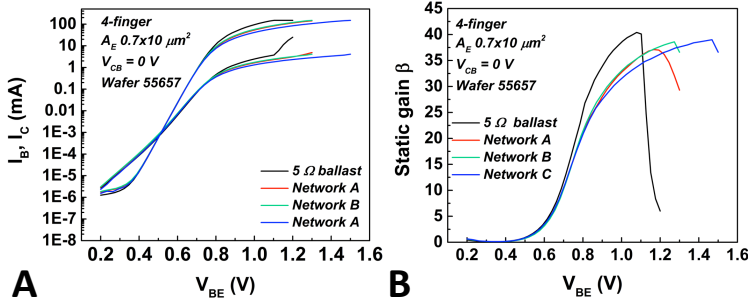 4-finger
A_E 0.7x10 μm²
V_CB = 0 V
Wafer 55657
I_B, I_C (mA)
100
10
1
0.1
0.01
1E-3
1E-4
1E-5
1E-6
1E-7
1E-8
5 Ω ballast
Network A
Network B
Network A
0.2 0.4 0.6 0.8 1.0 1.2 1.4 1.6
V_BE (V)
A
4-finger
A_E 0.7x10 μm²
V_CB = 0 V
Wafer 55657
Static gain β
45
40
35
30
25
20
15
10
5
0
5 Ω ballast
Network A
Network B
Network C
0.2 0.4 0.6 0.8 1.0 1.2 1.4 1.6
V_BE (V)
B